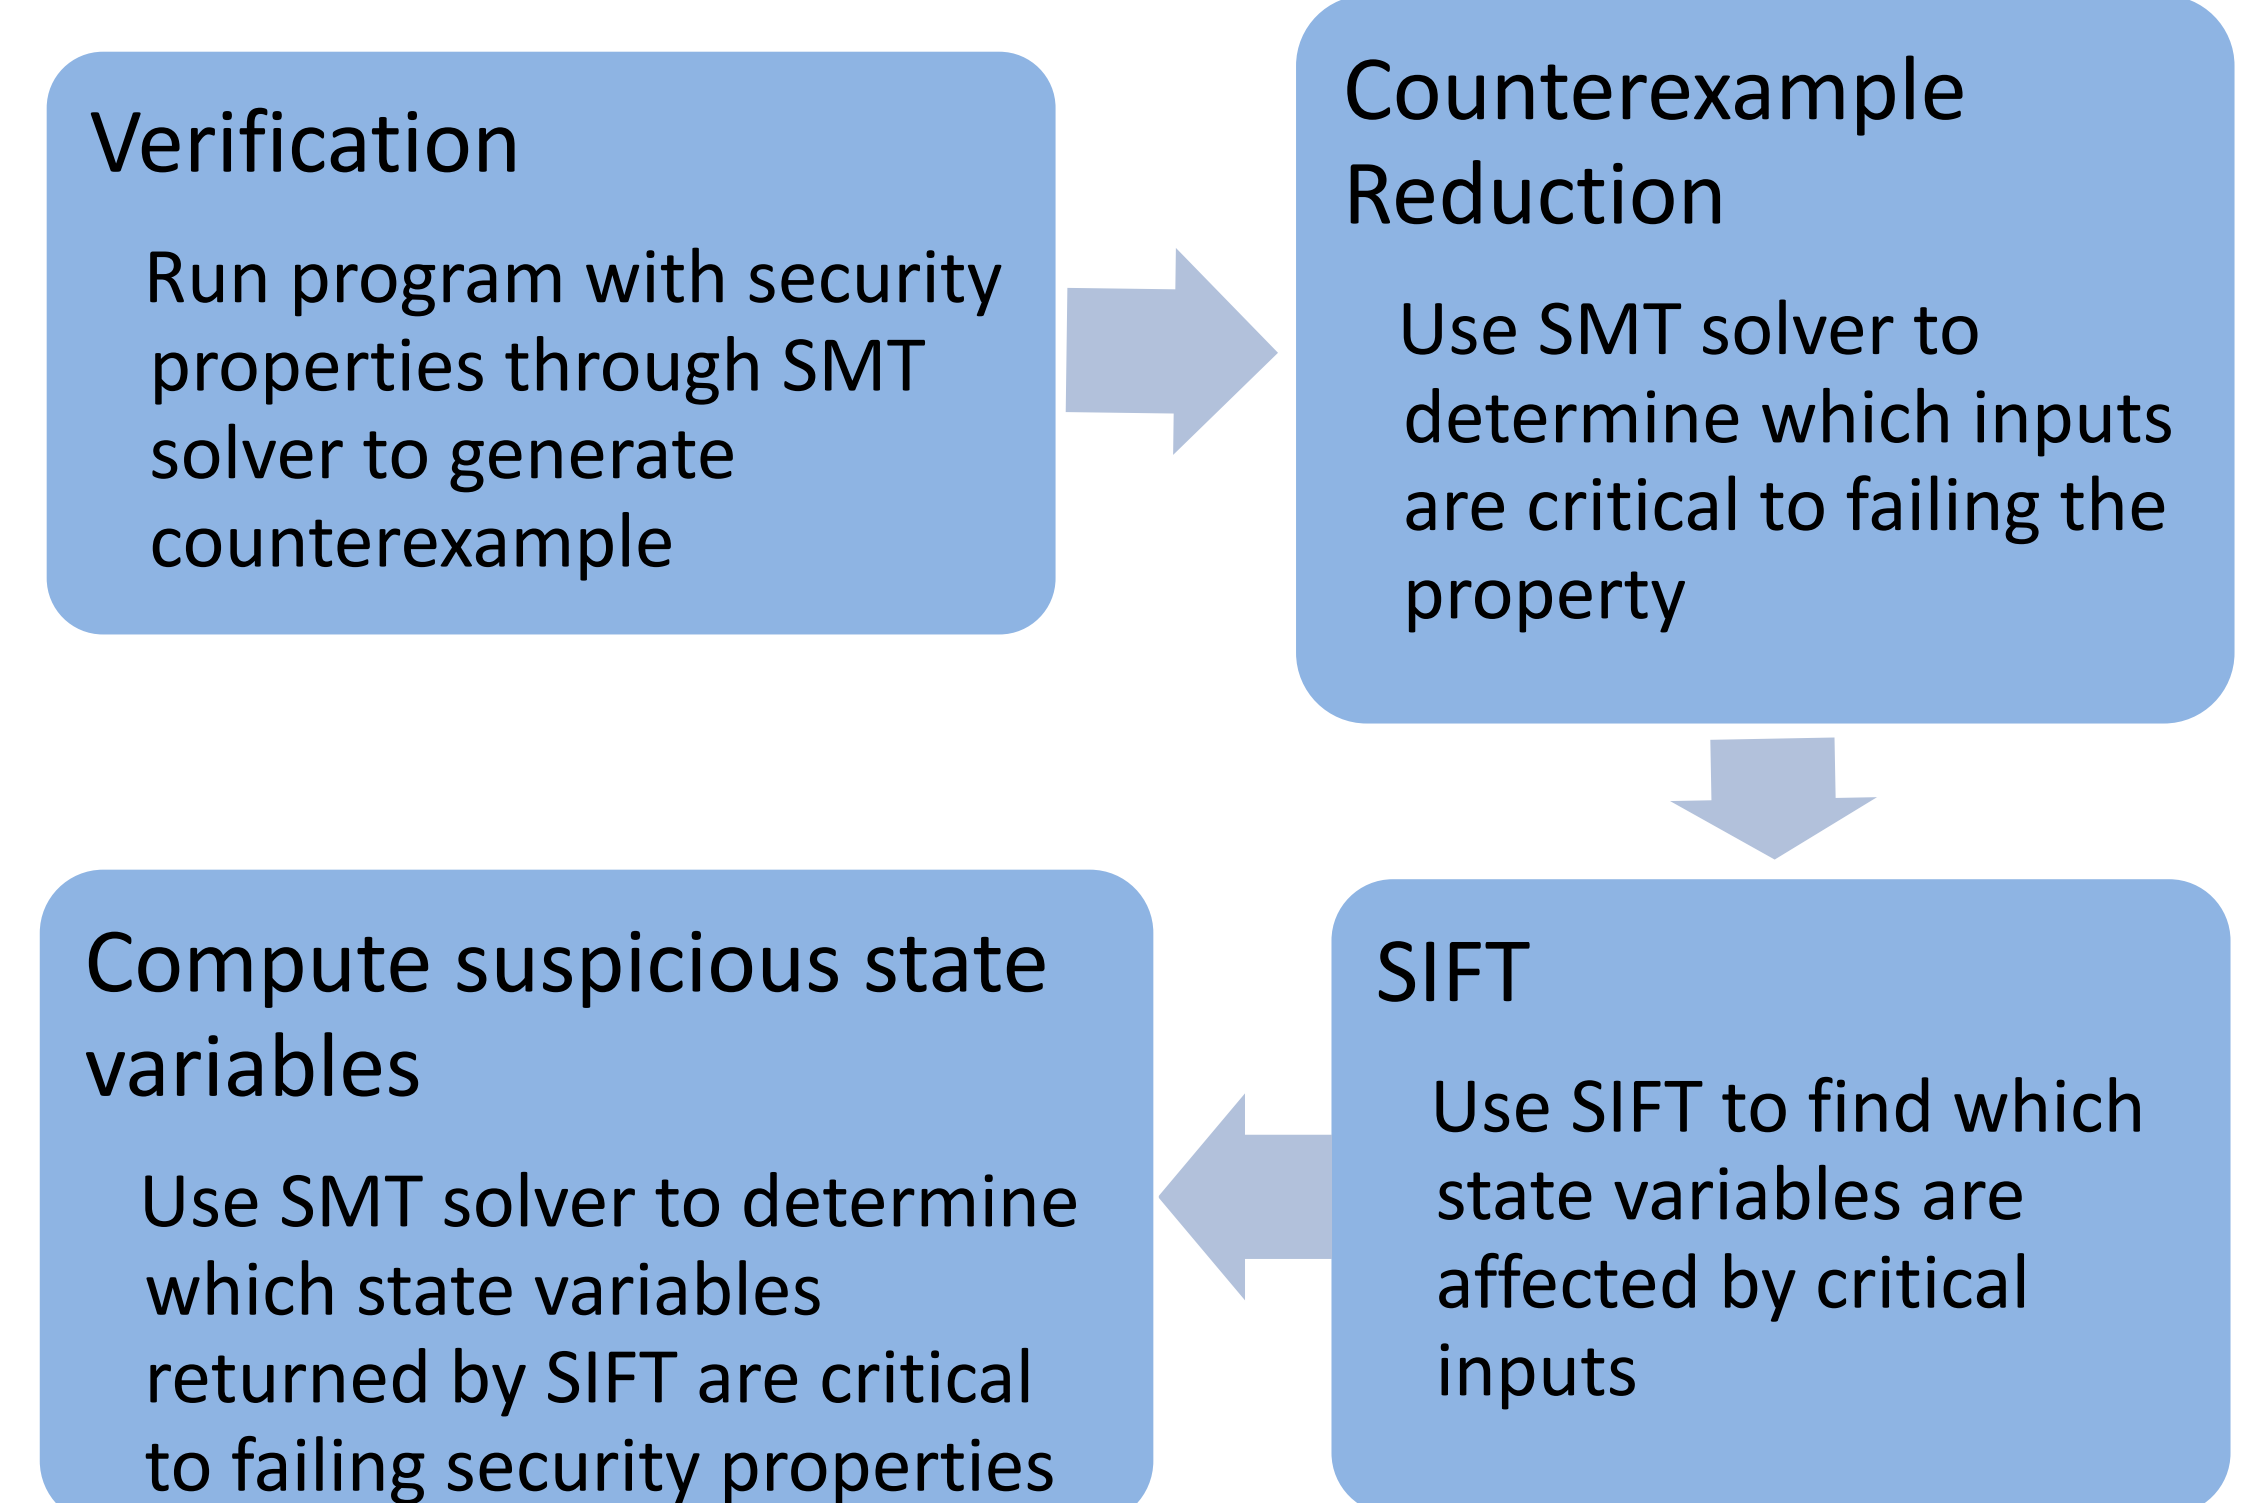 Verification
Run program with security
properties through SMT
solver to generate
counterexample
Counterexample
Reduction
Use SMT solver to
determine which inputs
are critical to failing the
property
SIFT
Use SIFT to find which
state variables are
affected by critical
inputs
Compute suspicious state
variables
Use SMT solver to determine
which state variables
returned by SIFT are critical
to failing security properties